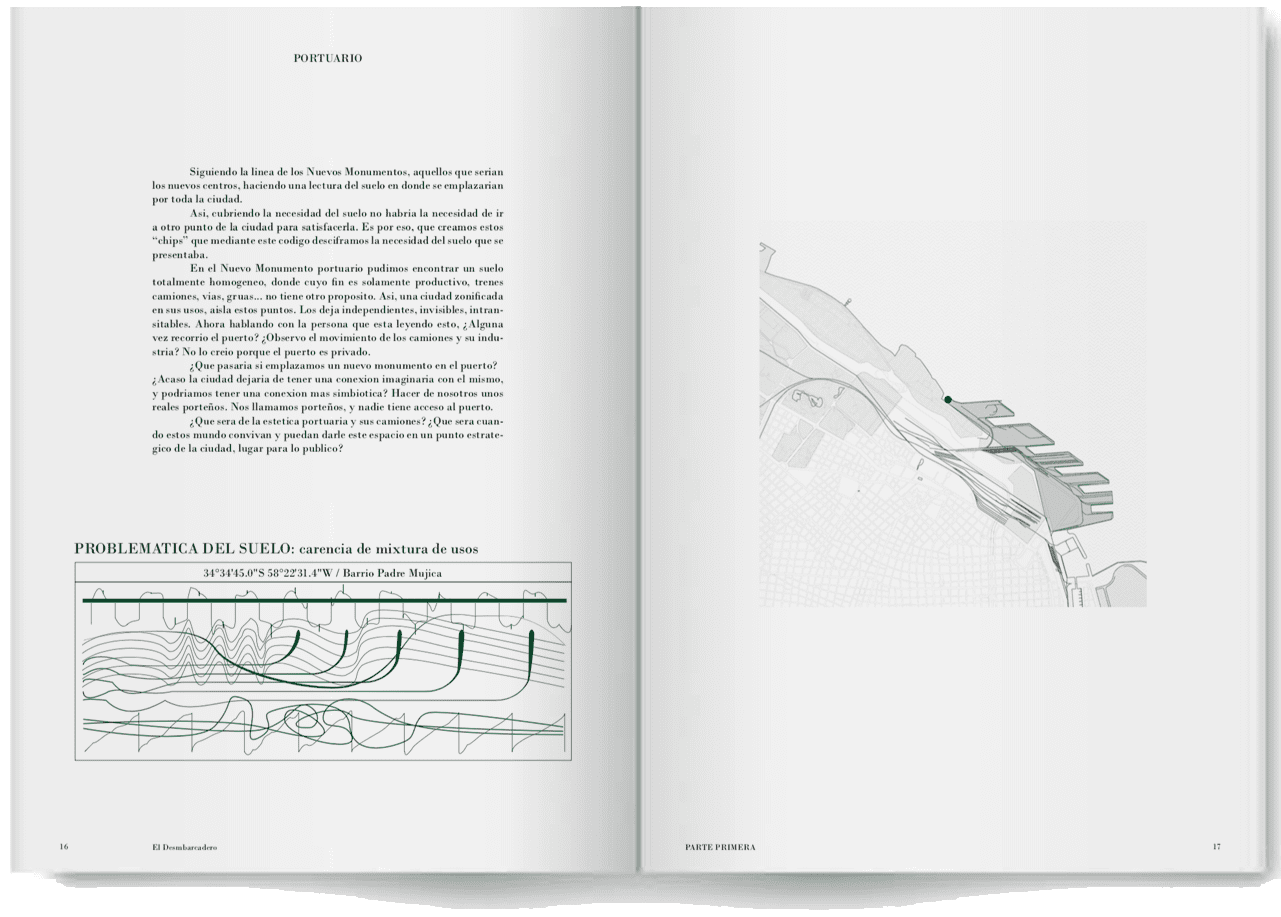 PORTUARIO
Siguiendo la linea de los Nuevos Monumentos, aquellos que serian
los nuevos centros, haciendo una lectura del suelo en donde se emplazarian
por toda la ciudad.
Asi, cubriendo la necesidad del suelo no habria la necesidad de ir
a otro punto de la ciudad para satisfacerla. Es por eso, que creamos estos
“chips” que mediante este codigo desciframos la necesidad del suelo que se
presentaba.
En el Nuevo Monumento portuario pudimos encontrar un suelo
totalmente homogeneo, donde cuyo fin es solamente productivo, trenes
camiones, vias, gruas... no tiene otro proposito. Asi, una ciudad zonificada
en sus usos, aisla estos puntos. Los deja independientes, invisibles, intran-
sitables. Ahora hablando con la persona que esta leyendo esto, ¿Alguna
vez recorrio el puerto? ¿Observo el movimiento de los camiones y su indu-
stria? No lo creio porque el puerto es privado.
¿Que pasaria si emplazamos un nuevo monumento en el puerto?
¿Acaso la ciudad dejaria de tener una conexion imaginaria con el mismo,
y podriamos tener una conexion mas simbiotica? Hacer de nosotros unos
reales porteños. Nos llamamos porteños, y nadie tiene acceso al puerto.
¿Que sera de la estetica portuaria y sus camiones? ¿Que sera cuan-
do estos mundo convivan y puedan darle este espacio en un punto estrate-
gico de la ciudad, lugar para lo publico?
PROBLEMATICA DEL SUELO: carencia de mixtura de usos
34°34'45.0"S 58°22'31.4"W / Barrio Padre Mujica
16
El Desmbarcadero
PARTE PRIMERA
17